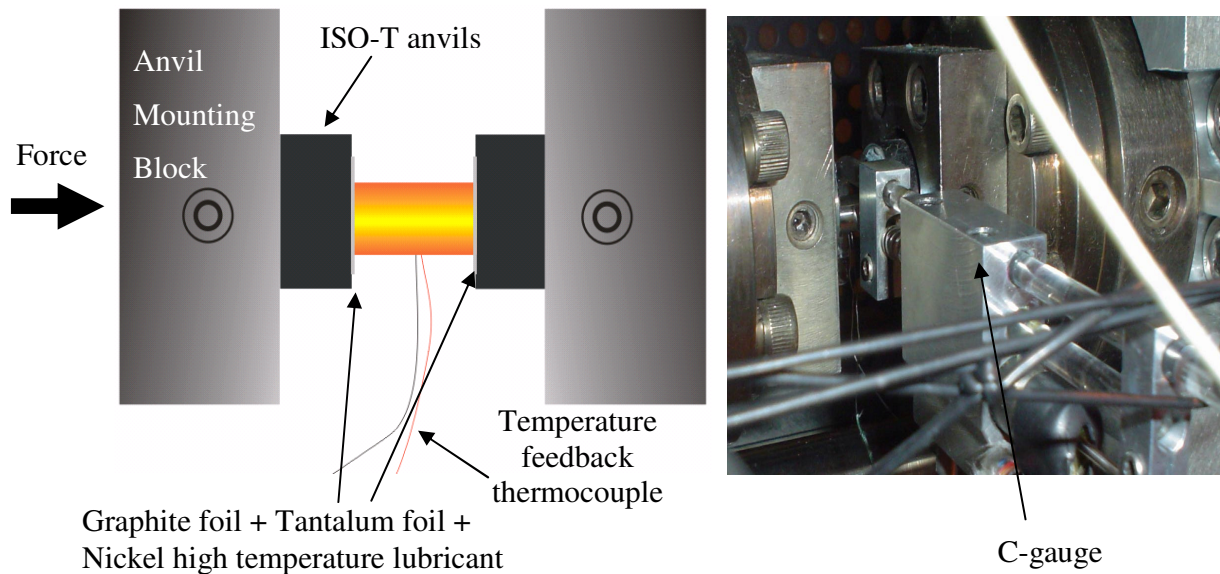 ISO-T anvils
Anvil
Mounting
Block
Force
Temperature
feedback
thermocouple
Graphite foil + Tantalum foil +
Nickel high temperature lubricant
C-gauge